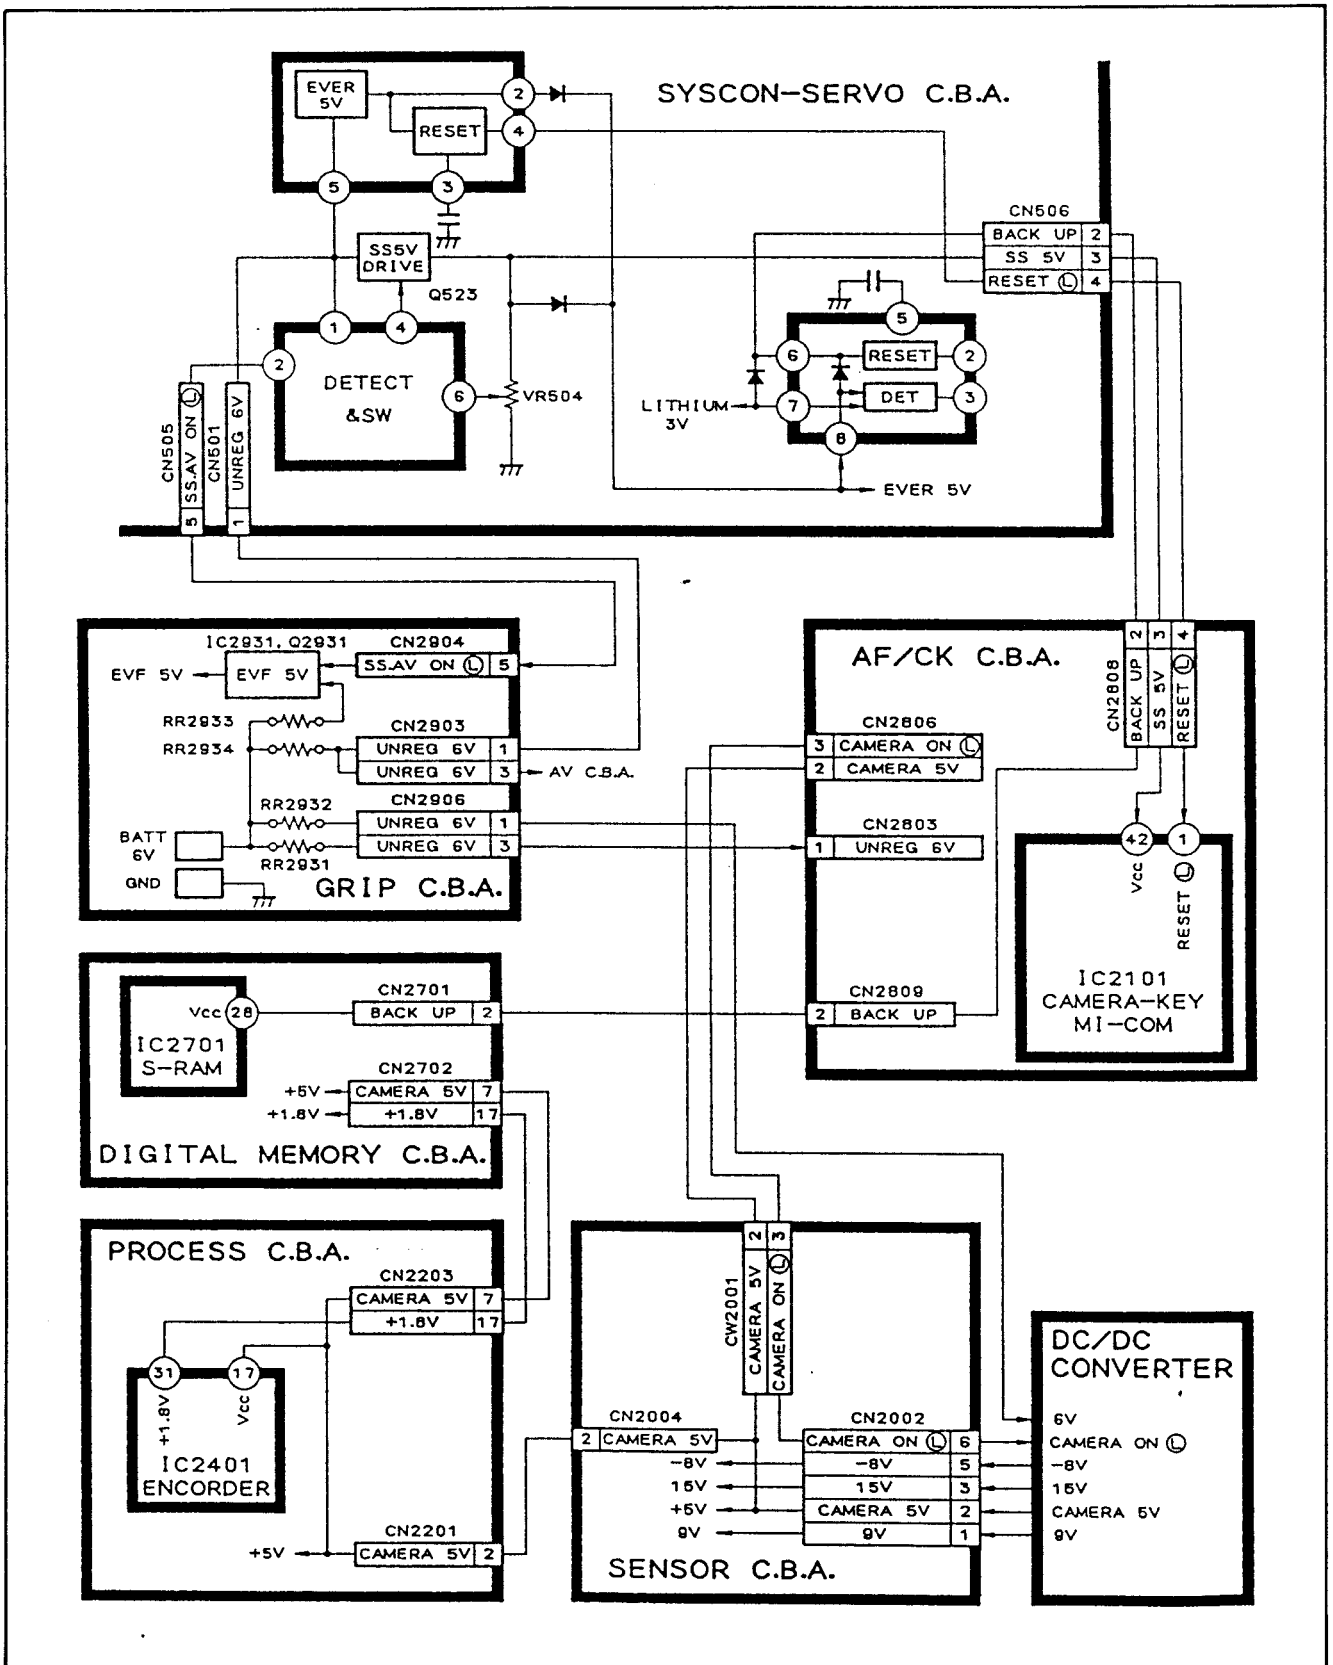 SYSCON-SERVO C.B.A.
EVER
5V
2
RESET
4
5
3
CN506
BACK UP 2
SS 5V 3
RESET Ⓛ 4
SS5V
DRIVE
Q523
1
4
2
DETECT
&SW
6
VR504
5
6
RESET
2
LITHIUM
3V
7
DET
3
8
EVER 5V
CN505
SS.AV ON Ⓛ
5
CN501
UNREG 6V
1
IC2931, Q2931
EVF 5V
EVF 5V
CN2904
SS.AV ON Ⓛ 5
RR2933
RR2934
CN2903
UNREG 6V 1
UNREG 6V 3
AV C.B.A.
RR2932
CN2906
UNREG 6V 1
UNREG 6V 3
BATT
6V
RR2931
GND
GRIP C.B.A.
AF/CK C.B.A.
CN2808
2 BACK UP
3 SS 5V
4 RESET Ⓛ
CN2806
3 CAMERA ON Ⓛ
2 CAMERA 5V
CN2803
1 UNREG 6V
42
1
Vcc
RESET Ⓛ
IC2101
CAMERA-KEY
MI-COM
CN2809
2 BACK UP
Vcc
28
IC2701
S-RAM
CN2701
BACK UP 2
CN2702
+5V
CAMERA 5V 7
+1.8V
+1.8V 17
DIGITAL MEMORY C.B.A.
PROCESS C.B.A.
CN2203
CAMERA 5V 7
+1.8V 17
31
17
+1.8V
Vcc
IC2401
ENCORDER
CN2201
+5V
CAMERA 5V 2
CW2001
2 CAMERA 5V
3 CAMERA ON Ⓛ
CN2004
2 CAMERA 5V
CN2002
CAMERA ON Ⓛ 6
-8V
-8V 5
15V
15V 3
+5V
CAMERA 5V 2
9V
9V 1
SENSOR C.B.A.
DC/DC
CONVERTER
6V
CAMERA ON Ⓛ
-8V
15V
CAMERA 5V
9V